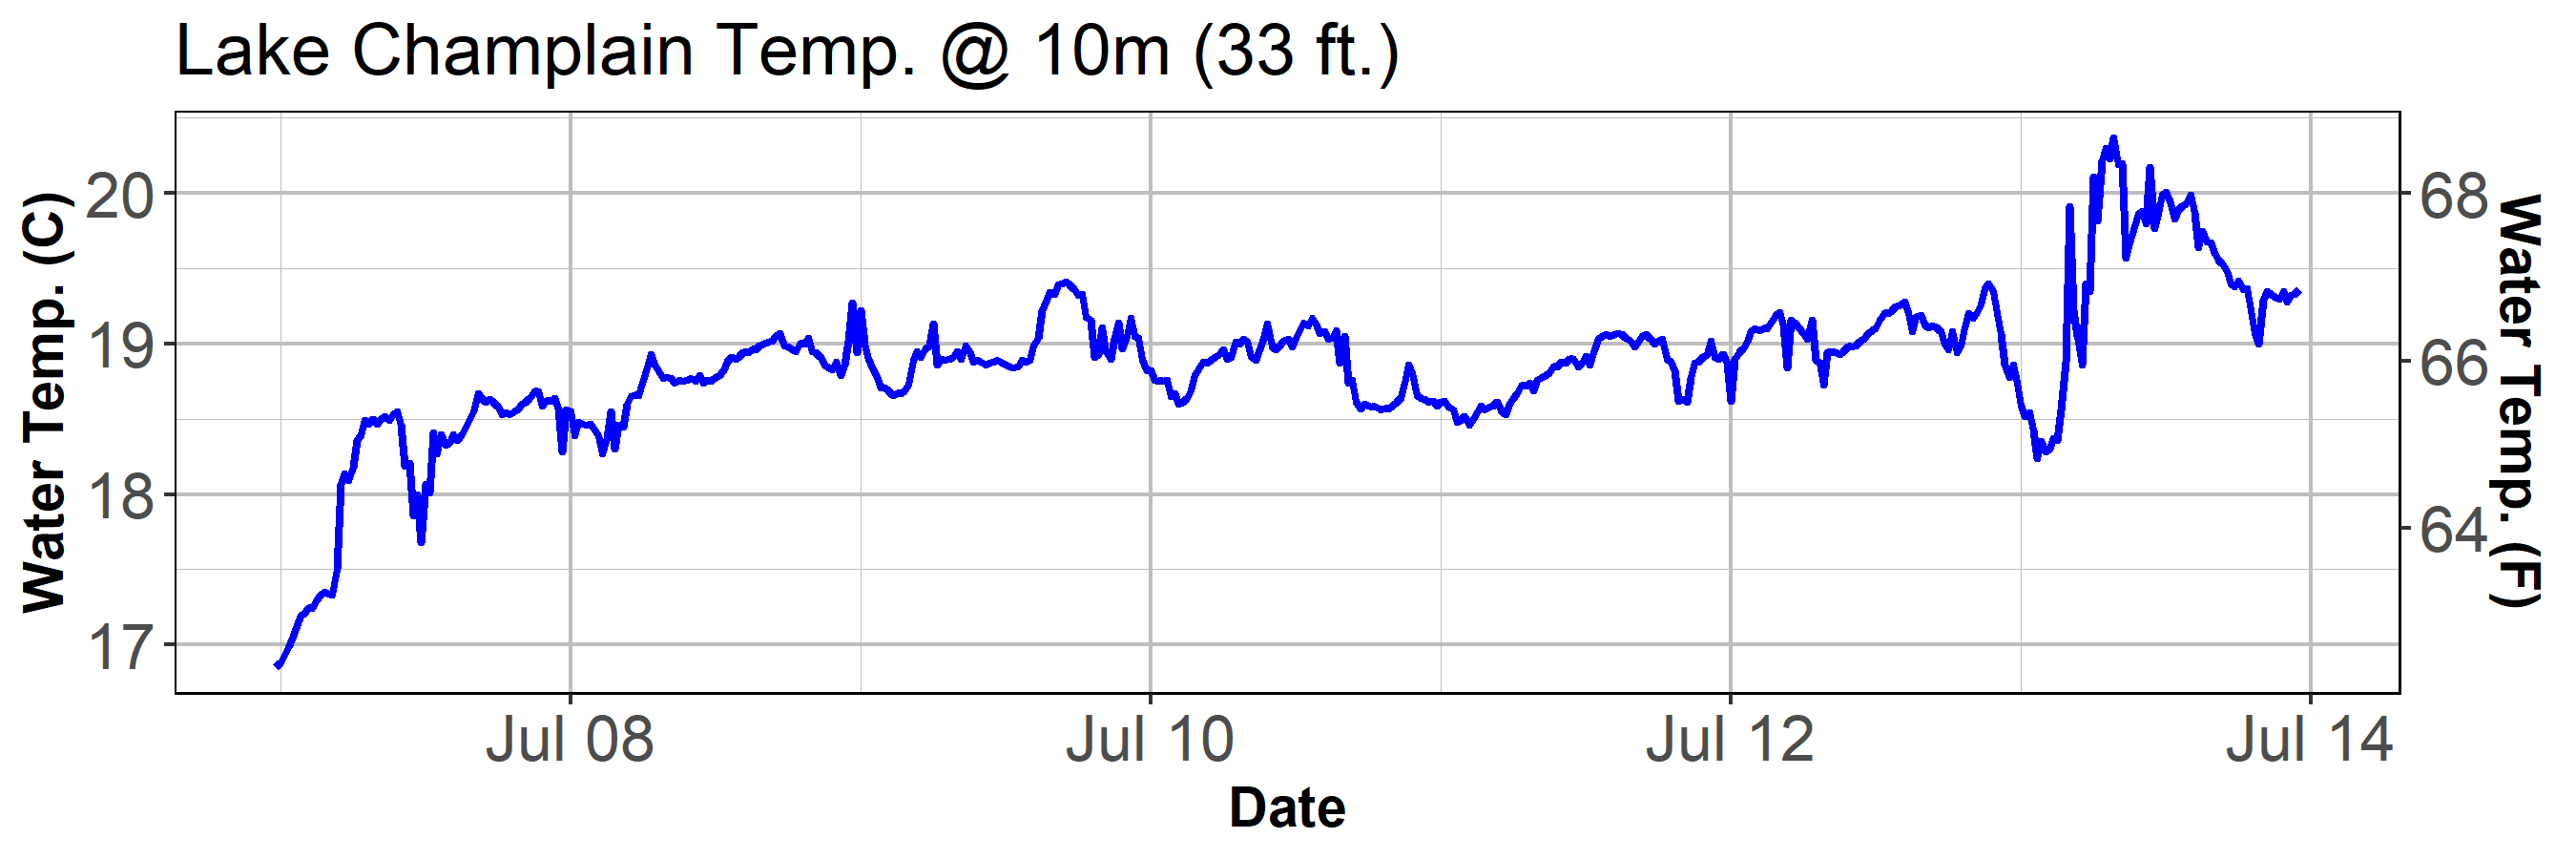 Lake Champlain Temp. @ 10m (33 ft.)
Water Temp. (C)
20
19
18
17
68
66
64
Water Temp. (F)
Jul 08
Jul 10
Jul 12
Jul 14
Date